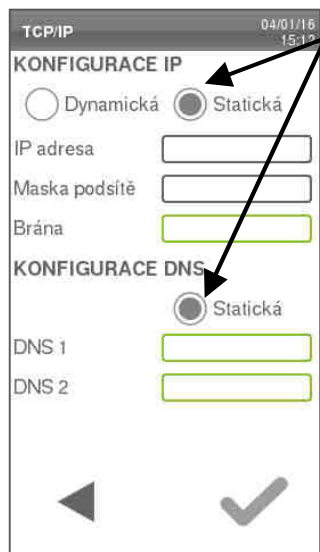 TCP/IP
04/01/16
15:12
KONFIGURACE IP
Dynamická Statická
IP adresa
Maska podsítě
Brána
KONFIGURACE DNS
Statická
DNS 1
DNS 2